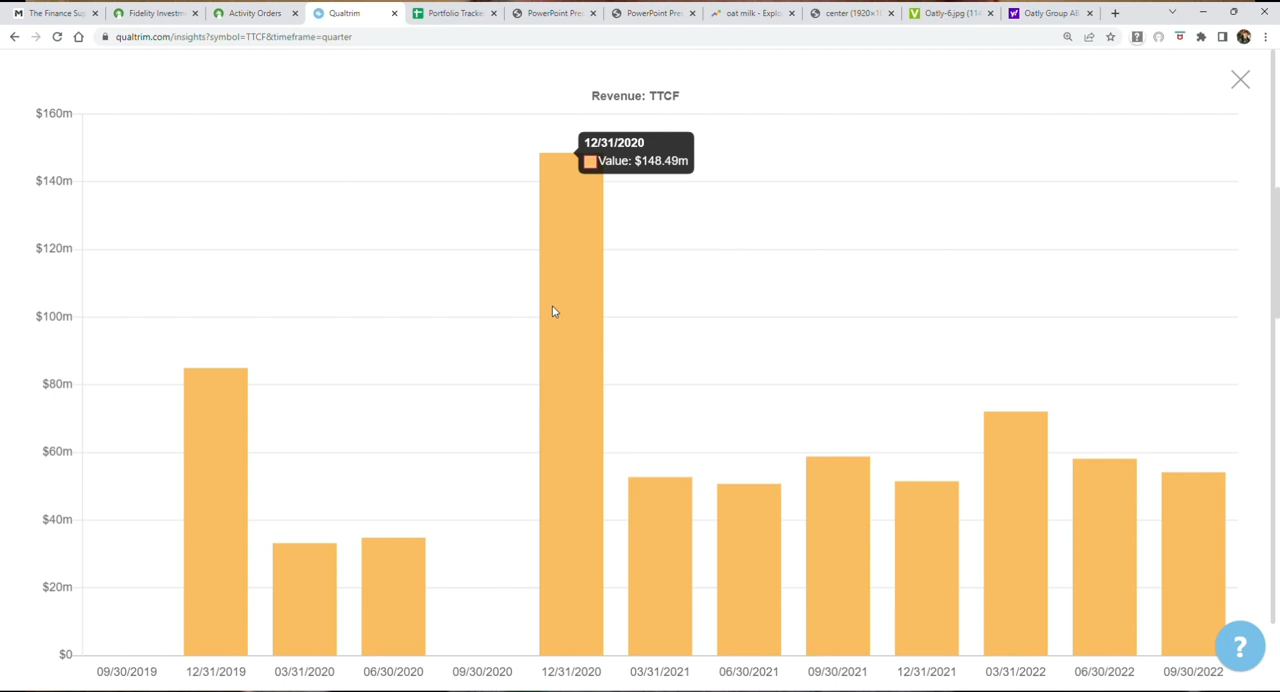 The Finance Su
Fidelity Investm
Activity Orders
Qualtrim
Portfolio Tracke
PowerPoint Pre
PowerPoint Pre
oat milk - Explo
center (1920×1
Oatly-6.jpg (114
Oatly Group AB
qualtrim.com/insights?symbol=TTCF&timeframe=quarter
Revenue: TTCF
$160m
12/31/2020
Value: $148.49m
$140m
$120m
$100m
$80m
$60m
$40m
$20m
$0
?
09/30/2019 12/31/2019 03/31/2020 06/30/2020 09/30/2020 12/31/2020 03/31/2021 06/30/2021 09/30/2021 12/31/2021 03/31/2022 06/30/2022 09/30/2022